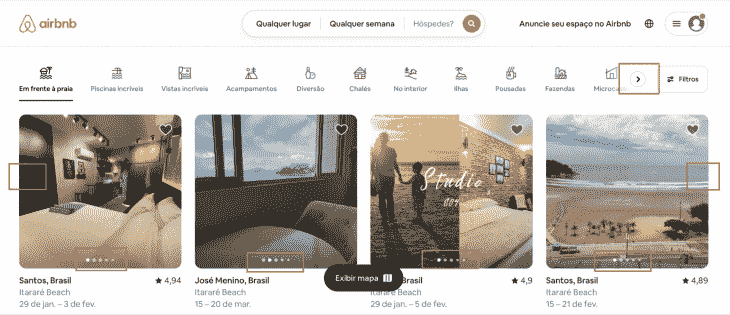 airbnb
Qualquer lugar
Qualquer semana
Hóspedes?
Anuncie seu espaço no Airbnb
Em frente à praia
Piscinas incríveis
Vistas incríveis
Acampamentos
Diversão
Chalés
No interior
Ilhas
Pousadas
Fazendas
Filtros
Studio
004
Exibir mapa
Santos, Brasil
4,94
Itararé Beach
29 de jan. – 3 de fev.
José Menino, Brasil
Itararé Beach
15 – 20 de mar.
Santos, Brasil
4,9
Itararé Beach
29 de jan. – 5 de fev.
Santos, Brasil
4,89
Itararé Beach
15 – 21 de fev.